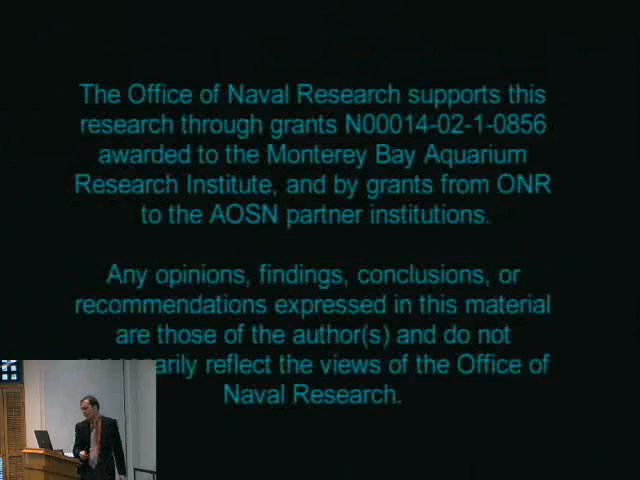 The Office of Naval Research supports this
research through grants N00014-02-1-0856
awarded to the Monterey Bay Aquarium
Research Institute, and by grants from ONR
to the AOSN partner institutions.
Any opinions, findings, conclusions, or
recommendations expressed in this material
are those of the author(s) and do not
arily reflect the views of the Office of
Naval Research.